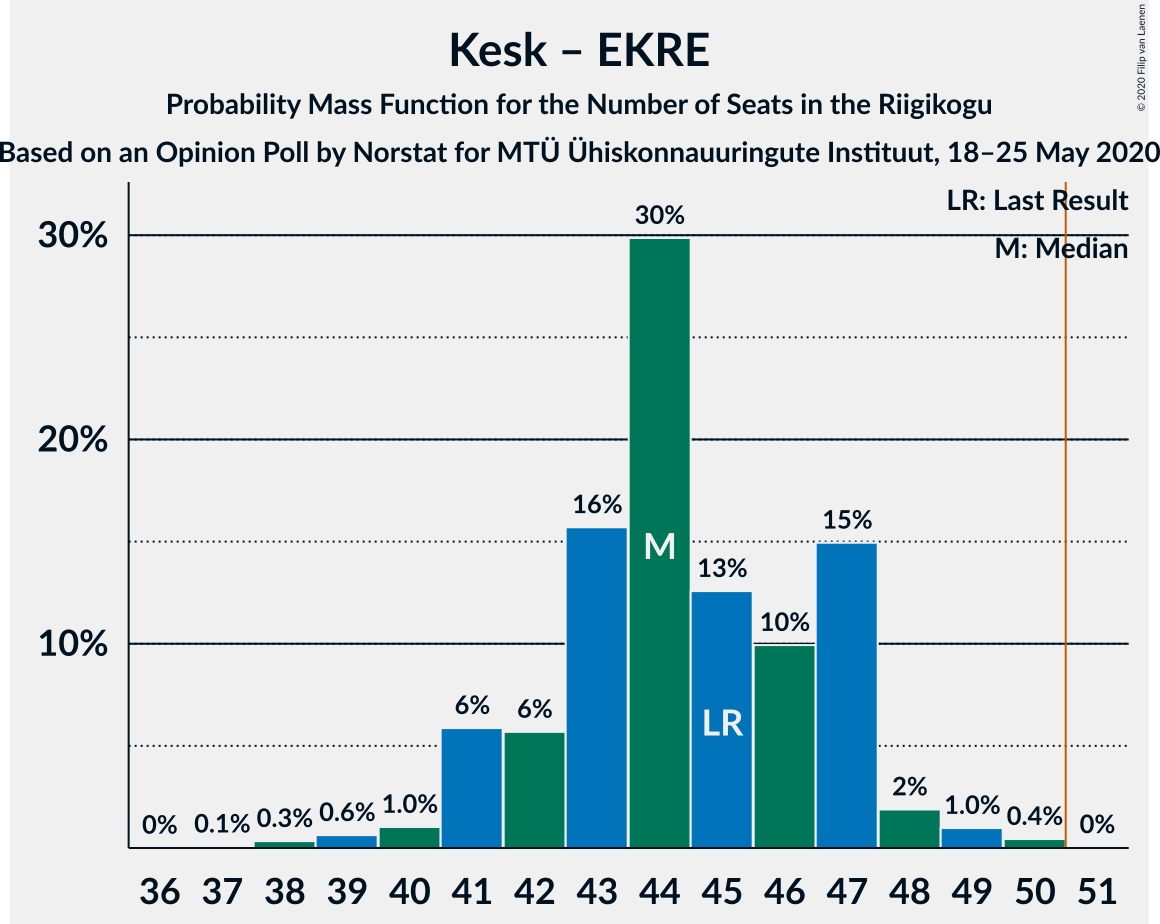 Kesk – EKRE
Probability Mass Function for the Number of Seats in the Riigikogu
Based on an Opinion Poll by Norstat for MTÜ Ühiskonnauuringute Instituut, 18–25 May 2020
© 2020 Filip van Laenen
LR: Last Result
M: Median
30%
20%
10%
0% 0.1% 0.3% 0.6% 1.0% 6% 6% 16% 30% 13% 10% 15% 2% 1.0% 0.4% 0%
M
LR
36 37 38 39 40 41 42 43 44 45 46 47 48 49 50 51